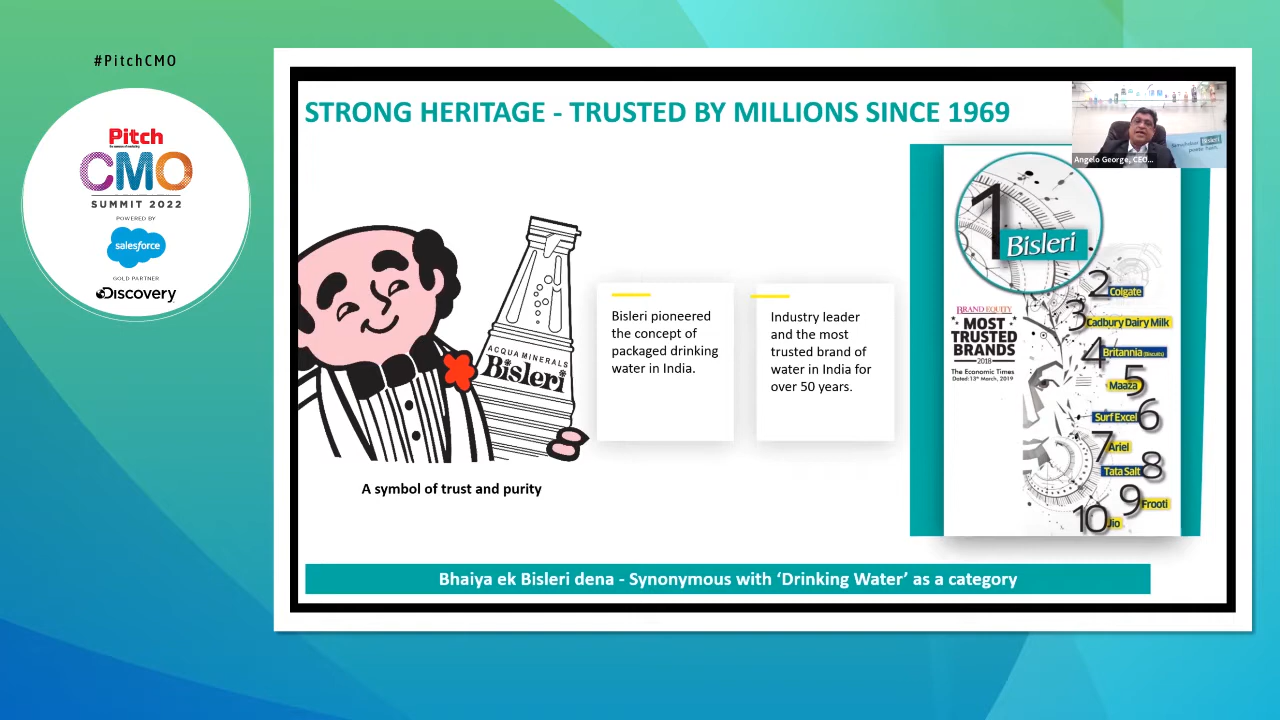 #PitchCMO
Pitch
CMO
SUMMIT 2022
POWERED BY
salesforce
GOLD PARTNER
Discovery
STRONG HERITAGE - TRUSTED BY MILLIONS SINCE 1969
Angelo George, CEO...
Bisleri
ACQUA MINERALS
Bisleri
A symbol of trust and purity
Bisleri pioneered
the concept of
packaged drinking
water in India.
Industry leader
and the most
trusted brand of
water in India for
over 50 years.
1 Bisleri
BRAND EQUITY
MOST
TRUSTED
BRANDS
2018
The Economic Times
Dated:13th March, 2019
2 Colgate
3 Cadbury Dairy Milk
4 Britannia (Biscuits)
5 Maaza
Surf Excel 6
7 Ariel
Tata Salt 8
9 Frooti
10 Jio
Bhaiya ek Bisleri dena - Synonymous with ‘Drinking Water’ as a category